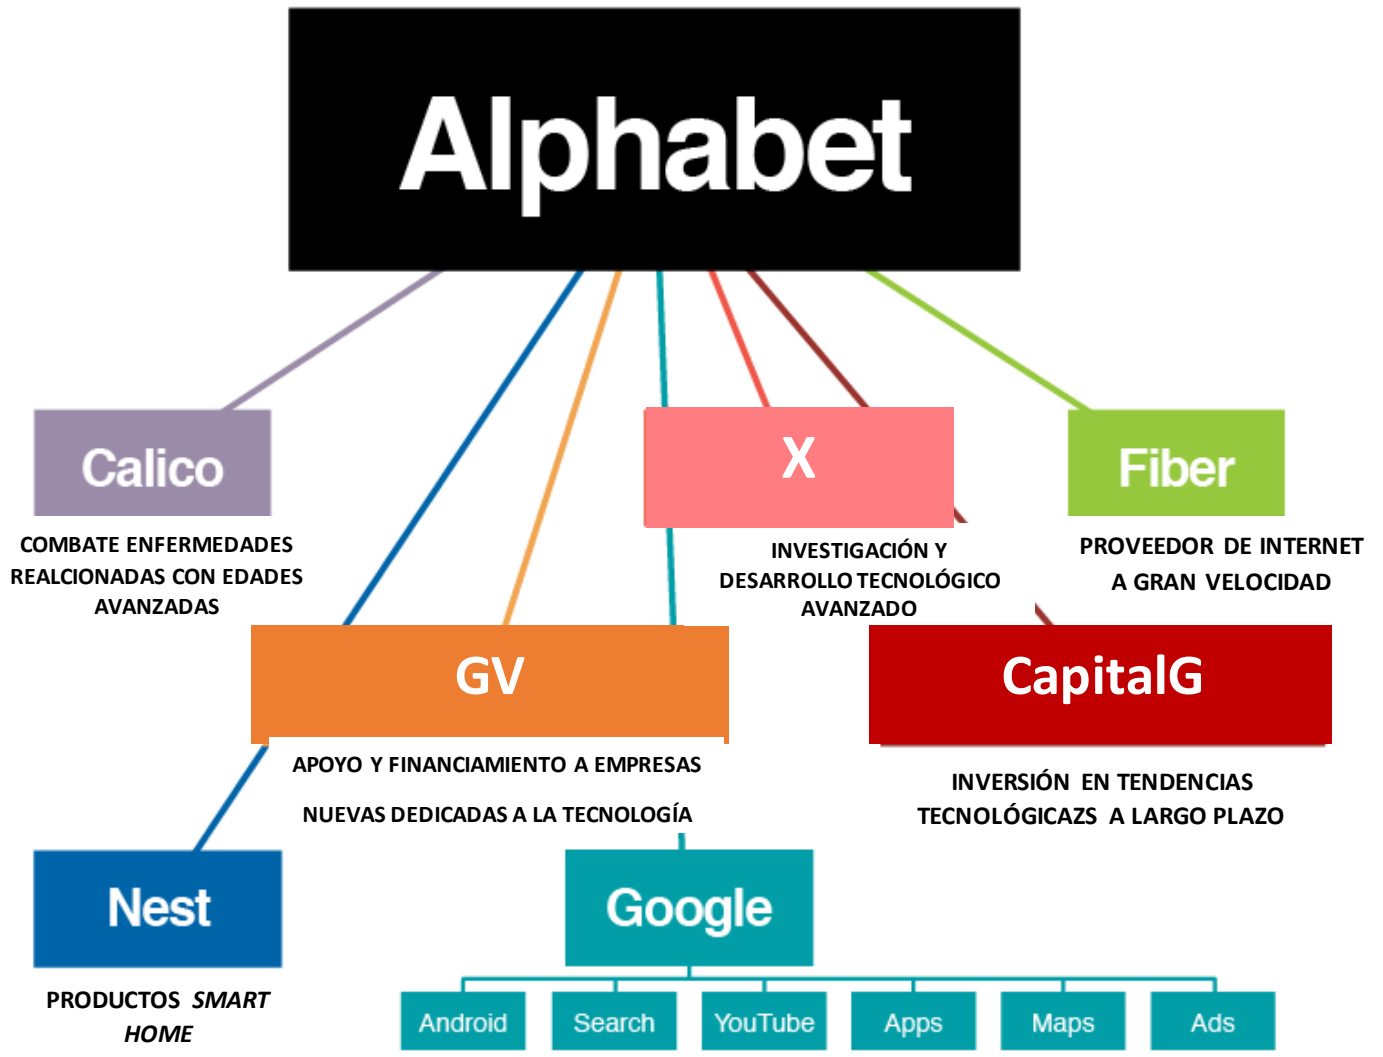 Alphabet
Calico
COMBATE ENFERMEDADES
REALCIONADAS CON EDADES
AVANZADAS
X
INVESTIGACIÓN Y
DESARROLLO TECNOLÓGICO
AVANZADO
Fiber
PROVEEDOR DE INTERNET
A GRAN VELOCIDAD
GV
APOYO Y FINANCIAMIENTO A EMPRESAS
NUEVAS DEDICADAS A LA TECNOLOGÍA
CapitalG
INVERSIÓN EN TENDENCIAS
TECNOLÓGICAZS A LARGO PLAZO
Nest
PRODUCTOS SMART
HOME
Google
Android
Search
YouTube
Apps
Maps
Ads